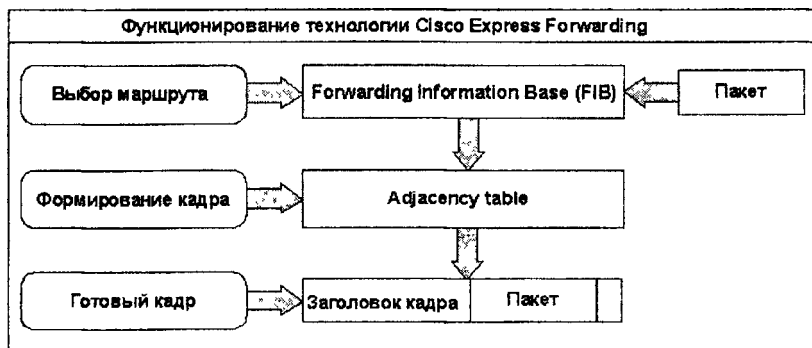 Функционирование технологии Cisco Express Forwarding
Выбор маршрута
Forwarding Information Base (FIB)
Пакет
Формирование кадра
Adjacency table
Готовый кадр
Заголовок кадра
Пакет